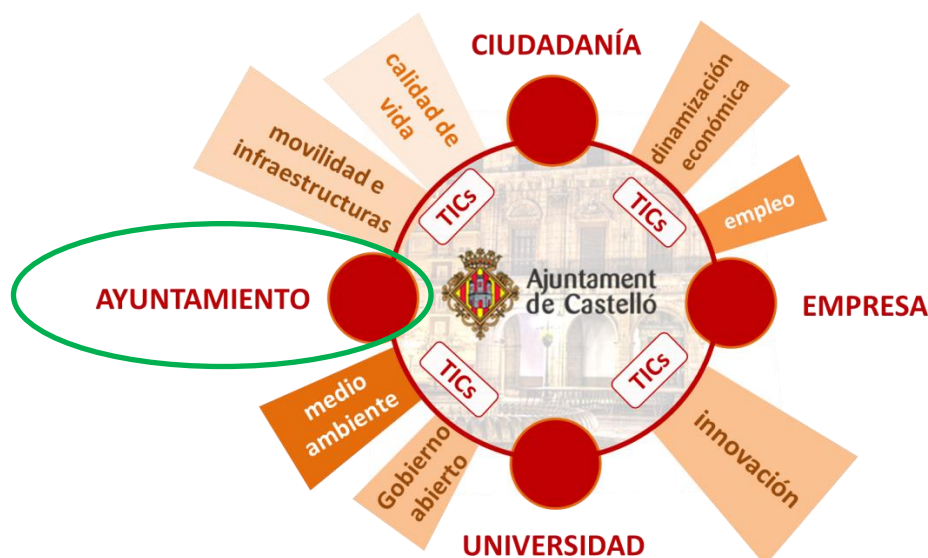 CIUDADANÍA
calidad de
vida
dinamización
económica
movilidad e
infraestructuras
TICs
TICs
empleo
AYUNTAMIENTO
Ajuntament
de Castelló
EMPRESA
TICs
TICs
medio
ambiente
Gobierno
abierto
innovación
UNIVERSIDAD